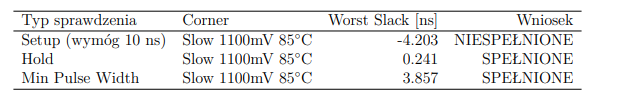 Typ sprawdzenia Corner Worst Slack [ns] Wniosek
Setup (wymóg 10 ns) Slow 1100mV 85°C -4.203 NIESPEŁNIONE
Hold Slow 1100mV 85°C 0.241 SPEŁNIONE
Min Pulse Width Slow 1100mV 85°C 3.857 SPEŁNIONE